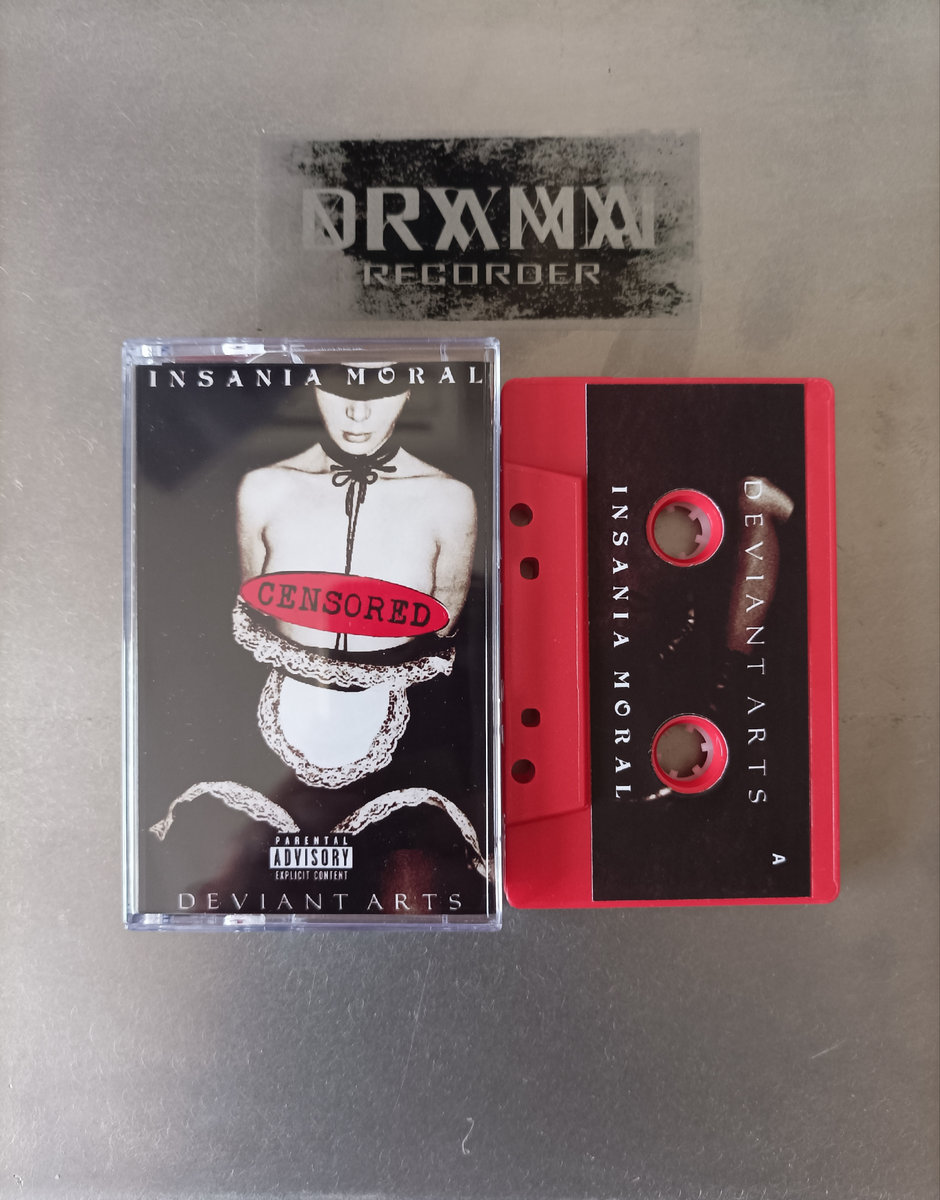 DRAMA
RECORDER
INSANIA MORAL
CENSORED
PARENTAL
ADVISORY
EXPLICIT CONTENT
DEVIANT ARTS
DEVIANT ARTS
INSANIA MORAL
A